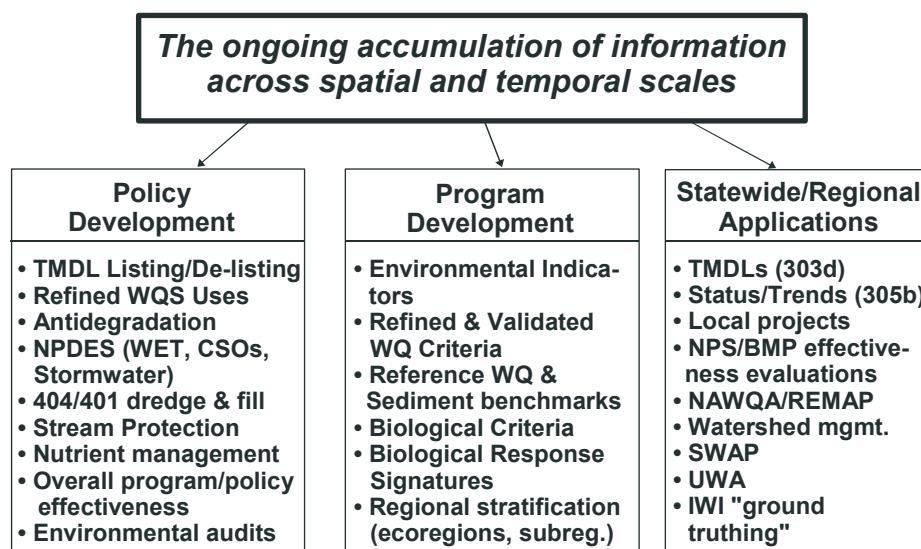 The ongoing accumulation of information
across spatial and temporal scales
Policy
Development
• TMDL Listing/De-listing
• Refined WQS Uses
• Antidegradation
• NPDES (WET, CSOs,
Stormwater)
• 404/401 dredge & fill
• Stream Protection
• Nutrient management
• Overall program/policy
effectiveness
• Environmental audits
Program
Development
• Environmental Indica-
tors
• Refined & Validated
WQ Criteria
• Reference WQ &
Sediment benchmarks
• Biological Criteria
• Biological Response
Signatures
• Regional stratification
(ecoregions, subreg.)
Statewide/Regional
Applications
• TMDLs (303d)
• Status/Trends (305b)
• Local projects
• NPS/BMP effective-
ness evaluations
• NAWQA/REMAP
• Watershed mgmt.
• SWAP
• UWA
• IWI "ground
truthing"